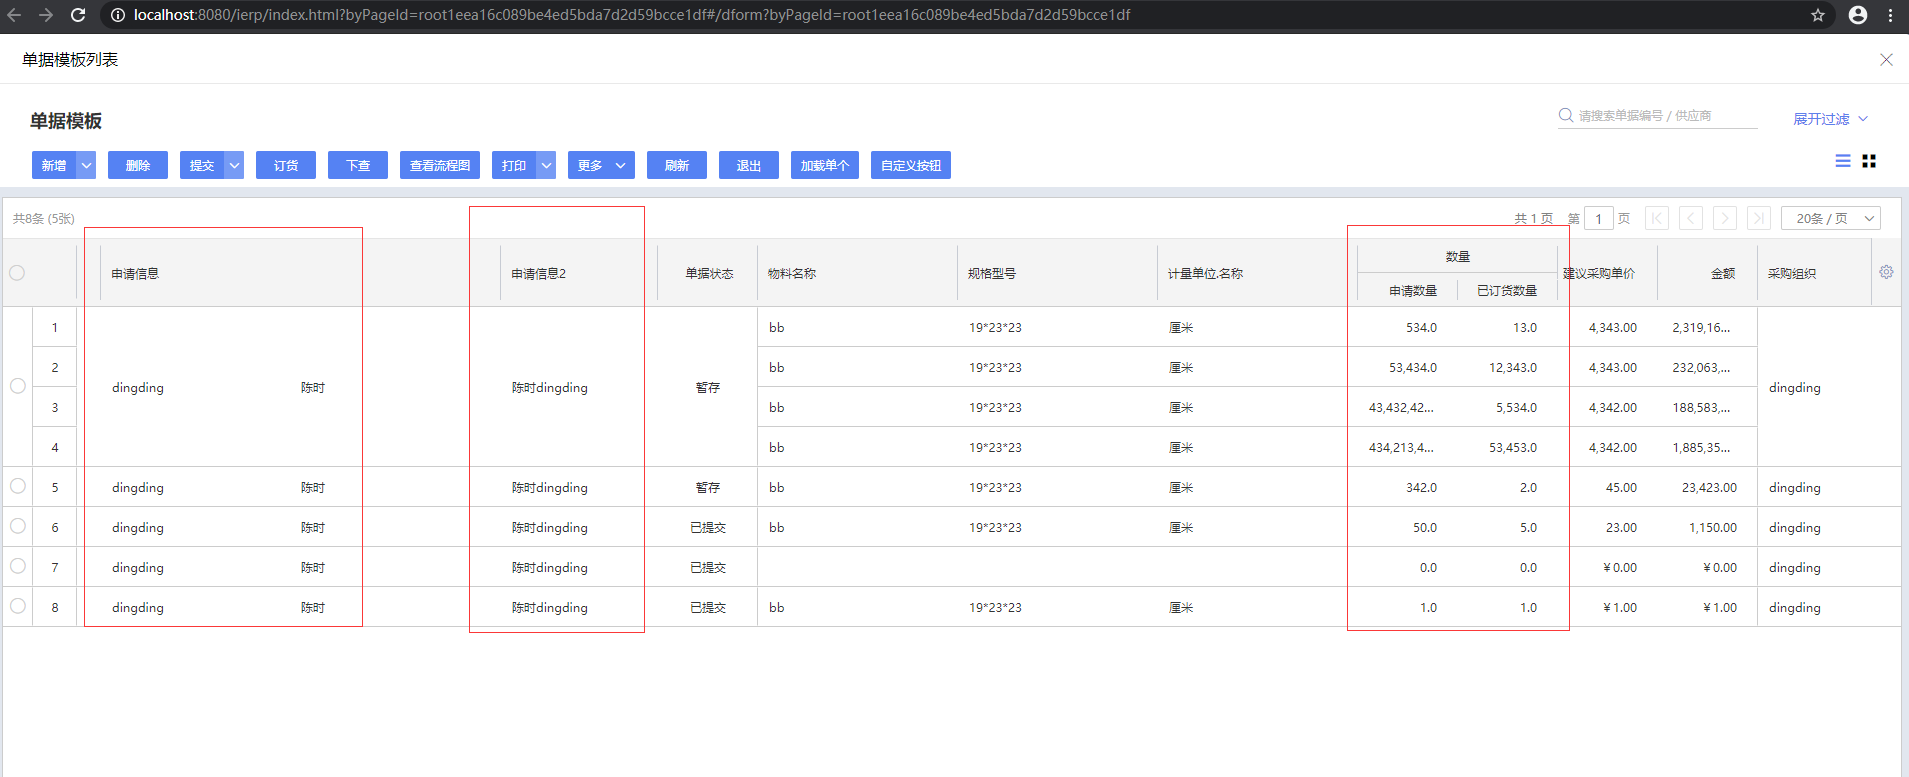 localhost:8080/ierp/index.html?byPageId=root1eea16c089be4ed5bda7d2d59bcce1df#/dform?byPageId=root1eea16c089be4ed5bda7d2d59bcce1df
单据模板列表
单据模板
请搜索单据编号 / 供应商
展开过滤
新增 删除 提交 订货 下查 查看流程图 打印 更多 刷新 退出 加载单个 自定义按钮
共8条 (5张)
共 1 页 第 1 页 20条 / 页
申请信息 申请信息2 单据状态 物料名称 规格型号 计量单位.名称 数量 建议采购单价 金额 采购组织
申请数量 已订货数量
1 bb 19*23*23 厘米 534.0 13.0 4,343.00 2,319,16...
2 bb 19*23*23 厘米 53,434.0 12,343.0 4,343.00 232,063,...
dingding 陈时 陈时dingding 暂存 dingding
3 bb 19*23*23 厘米 43,432,42... 5,534.0 4,342.00 188,583,...
4 bb 19*23*23 厘米 434,213,4... 53,453.0 4,342.00 1,885,35...
5 dingding 陈时 陈时dingding 暂存 bb 19*23*23 厘米 342.0 2.0 45.00 23,423.00 dingding
6 dingding 陈时 陈时dingding 已提交 bb 19*23*23 厘米 50.0 5.0 23.00 1,150.00 dingding
7 dingding 陈时 陈时dingding 已提交 0.0 0.0 ¥0.00 ¥0.00 dingding
8 dingding 陈时 陈时dingding 已提交 bb 19*23*23 厘米 1.0 1.0 ¥1.00 ¥1.00 dingding